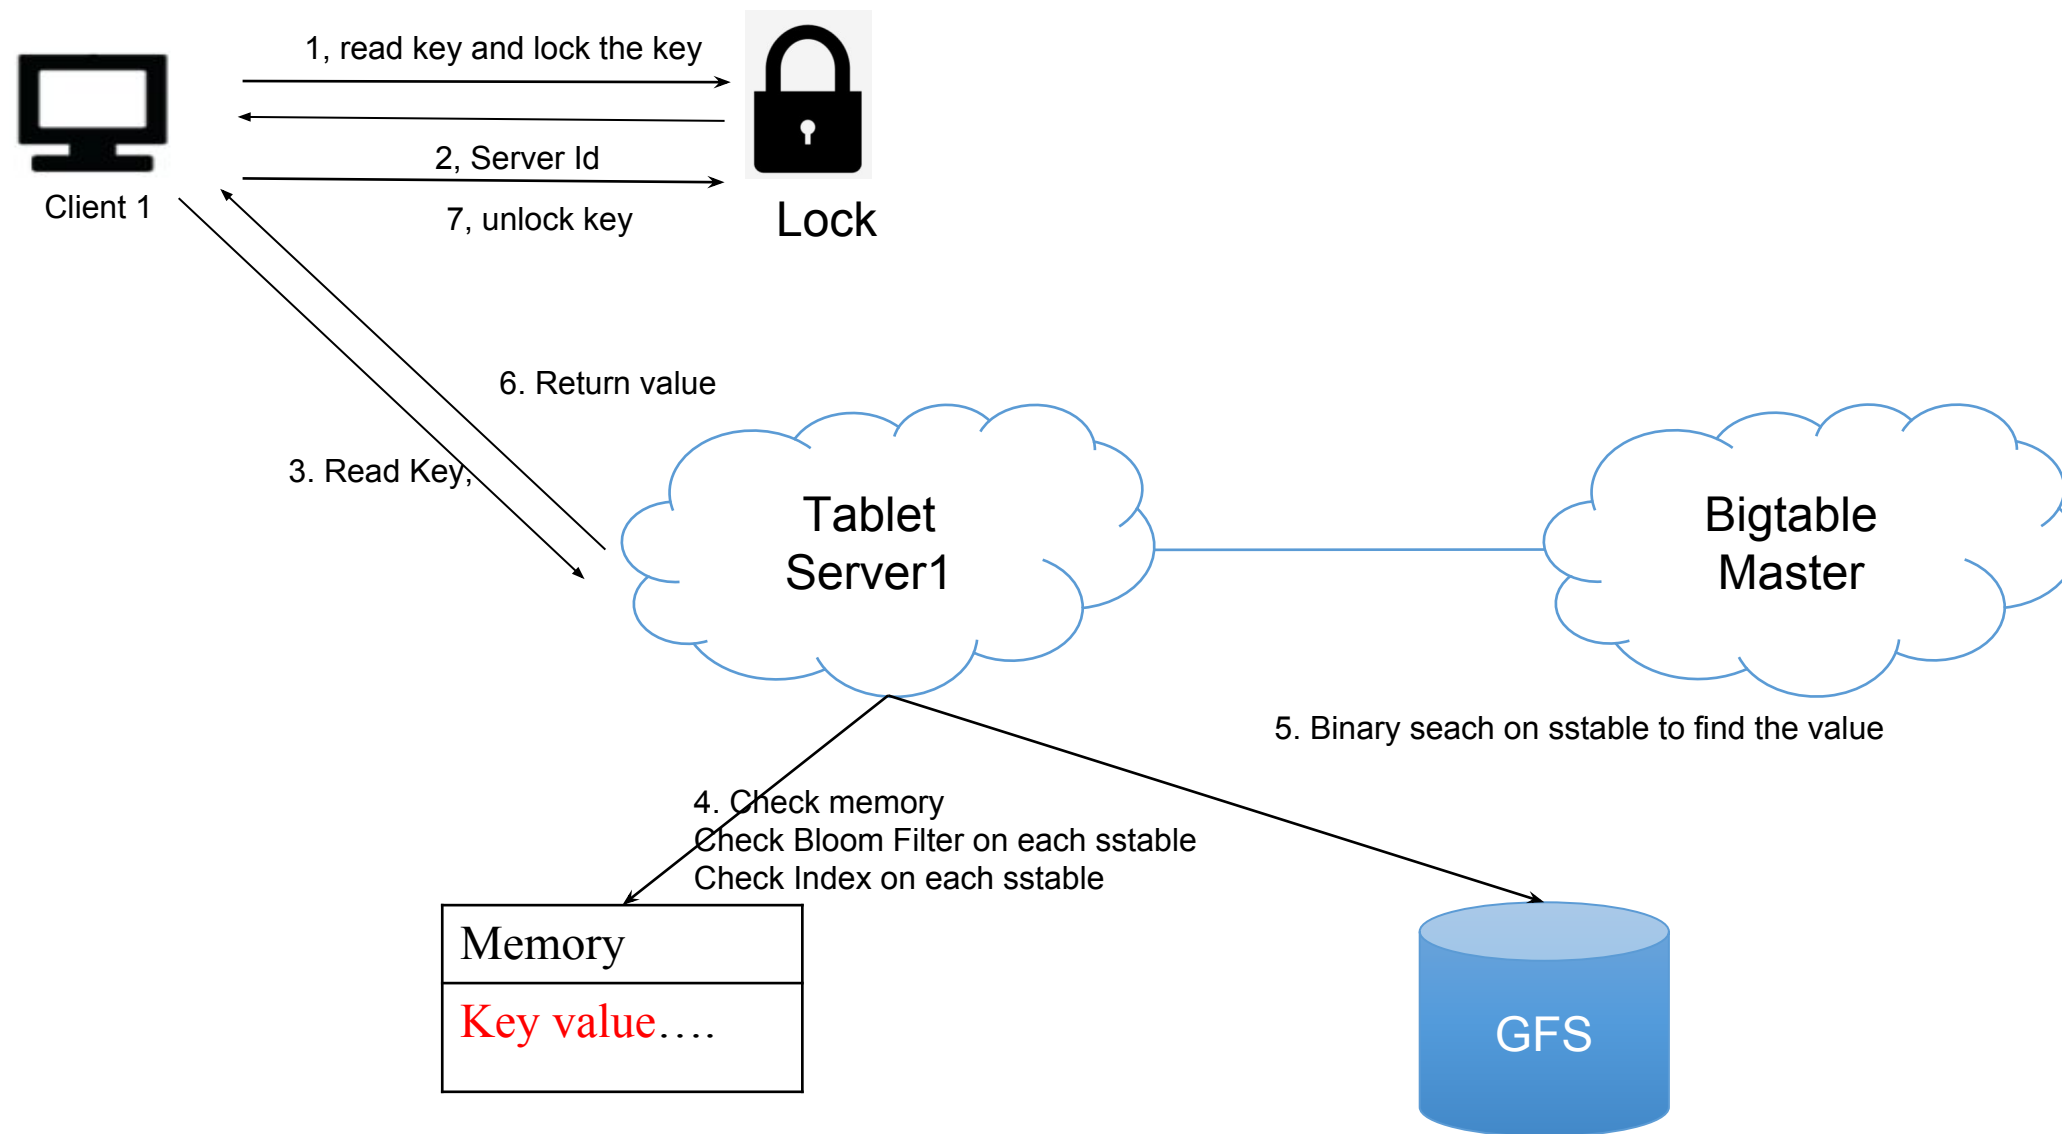 1, read key and lock the key
2, Server Id
7, unlock key
Client 1
Lock
6. Return value
3. Read Key,
Tablet
Server1
Bigtable
Master
5. Binary seach on sstable to find the value
4. Check memory
Check Bloom Filter on each sstable
Check Index on each sstable
Memory
Key value….
GFS